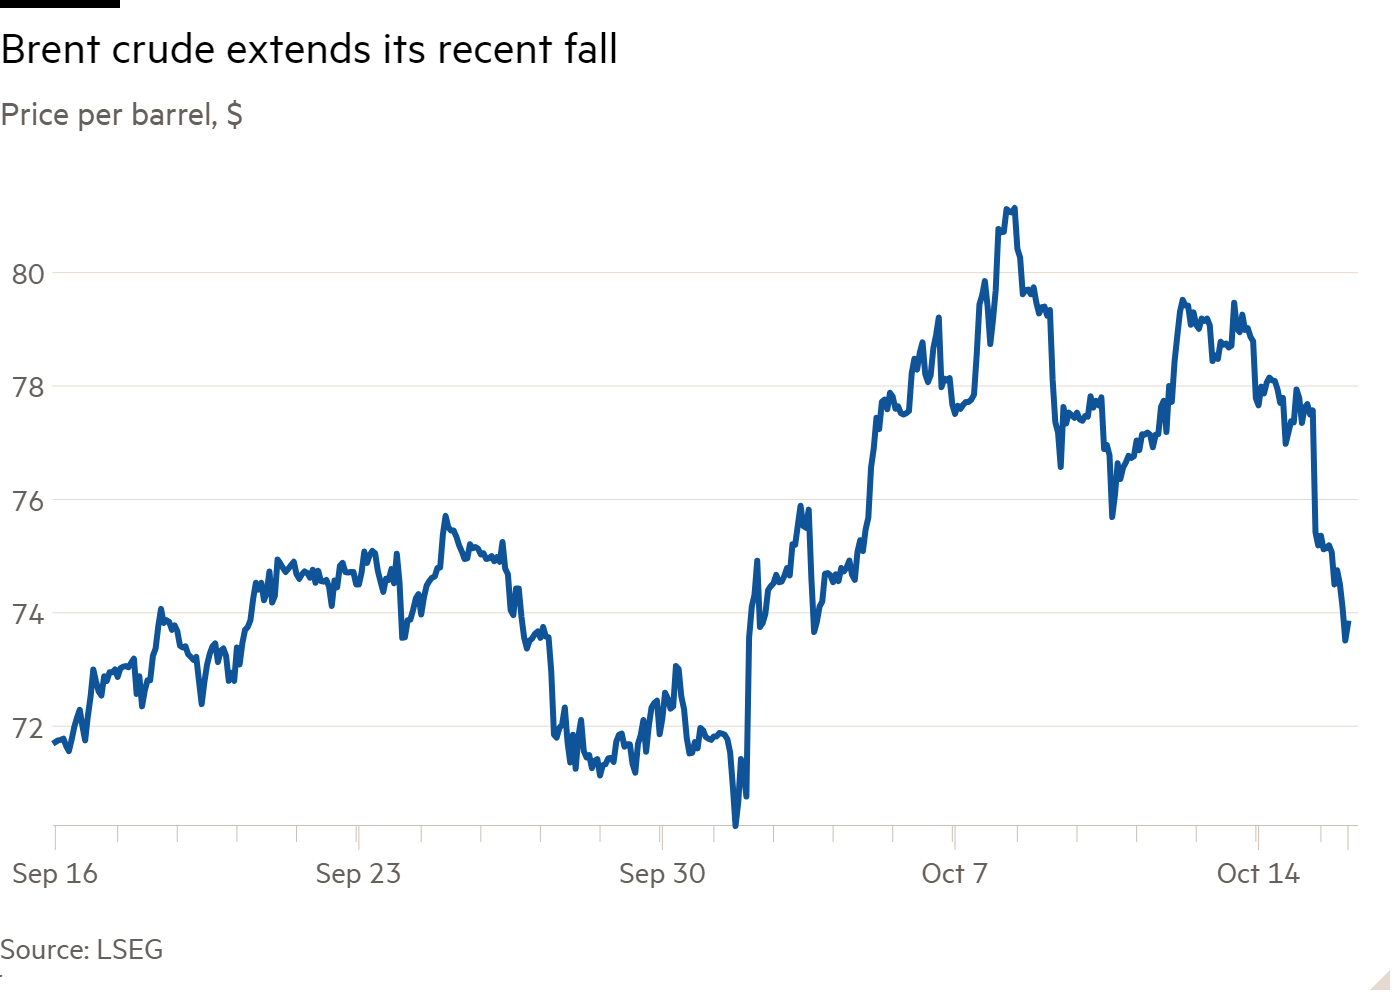 Brent crude extends its recent fall
Price per barrel, $
80
78
76
74
72
Sep 16 Sep 23 Sep 30 Oct 7 Oct 14
Source: LSEG